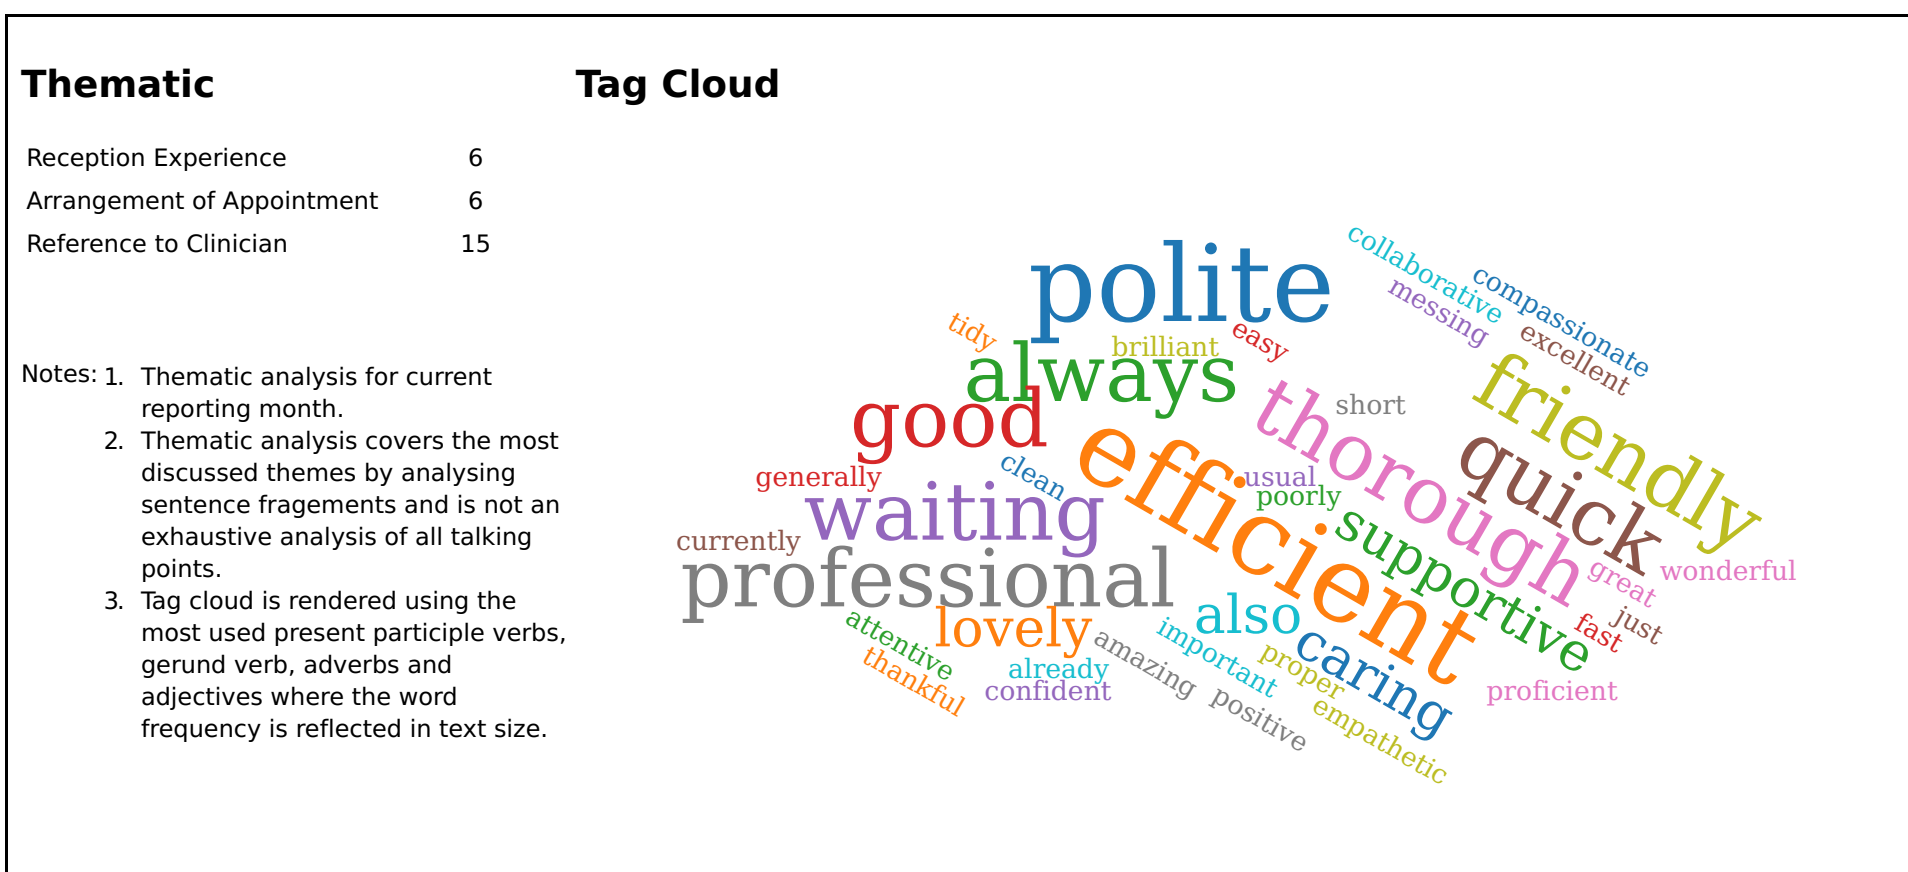 Thematic
Tag Cloud
Reception Experience 6
Arrangement of Appointment 6
Reference to Clinician 15
Notes: 1. Thematic analysis for current
reporting month.
2. Thematic analysis covers the most
discussed themes by analysing
sentence fragements and is not an
exhaustive analysis of all talking
points.
3. Tag cloud is rendered using the
most used present participle verbs,
gerund verb, adverbs and
adjectives where the word
frequency is reflected in text size.
collaborative
compassionate
polite
messing
tidy
easy
excellent
brilliant
always
friendly
short
thorough
good
quick
efficient
clean
generally
usual
poorly
waiting
supportive
currently
professional
great
wonderful
also
just
fast
lovely
attentive
important
caring
amazing
proper
already
thankful
confident
proficient
positive
empathetic